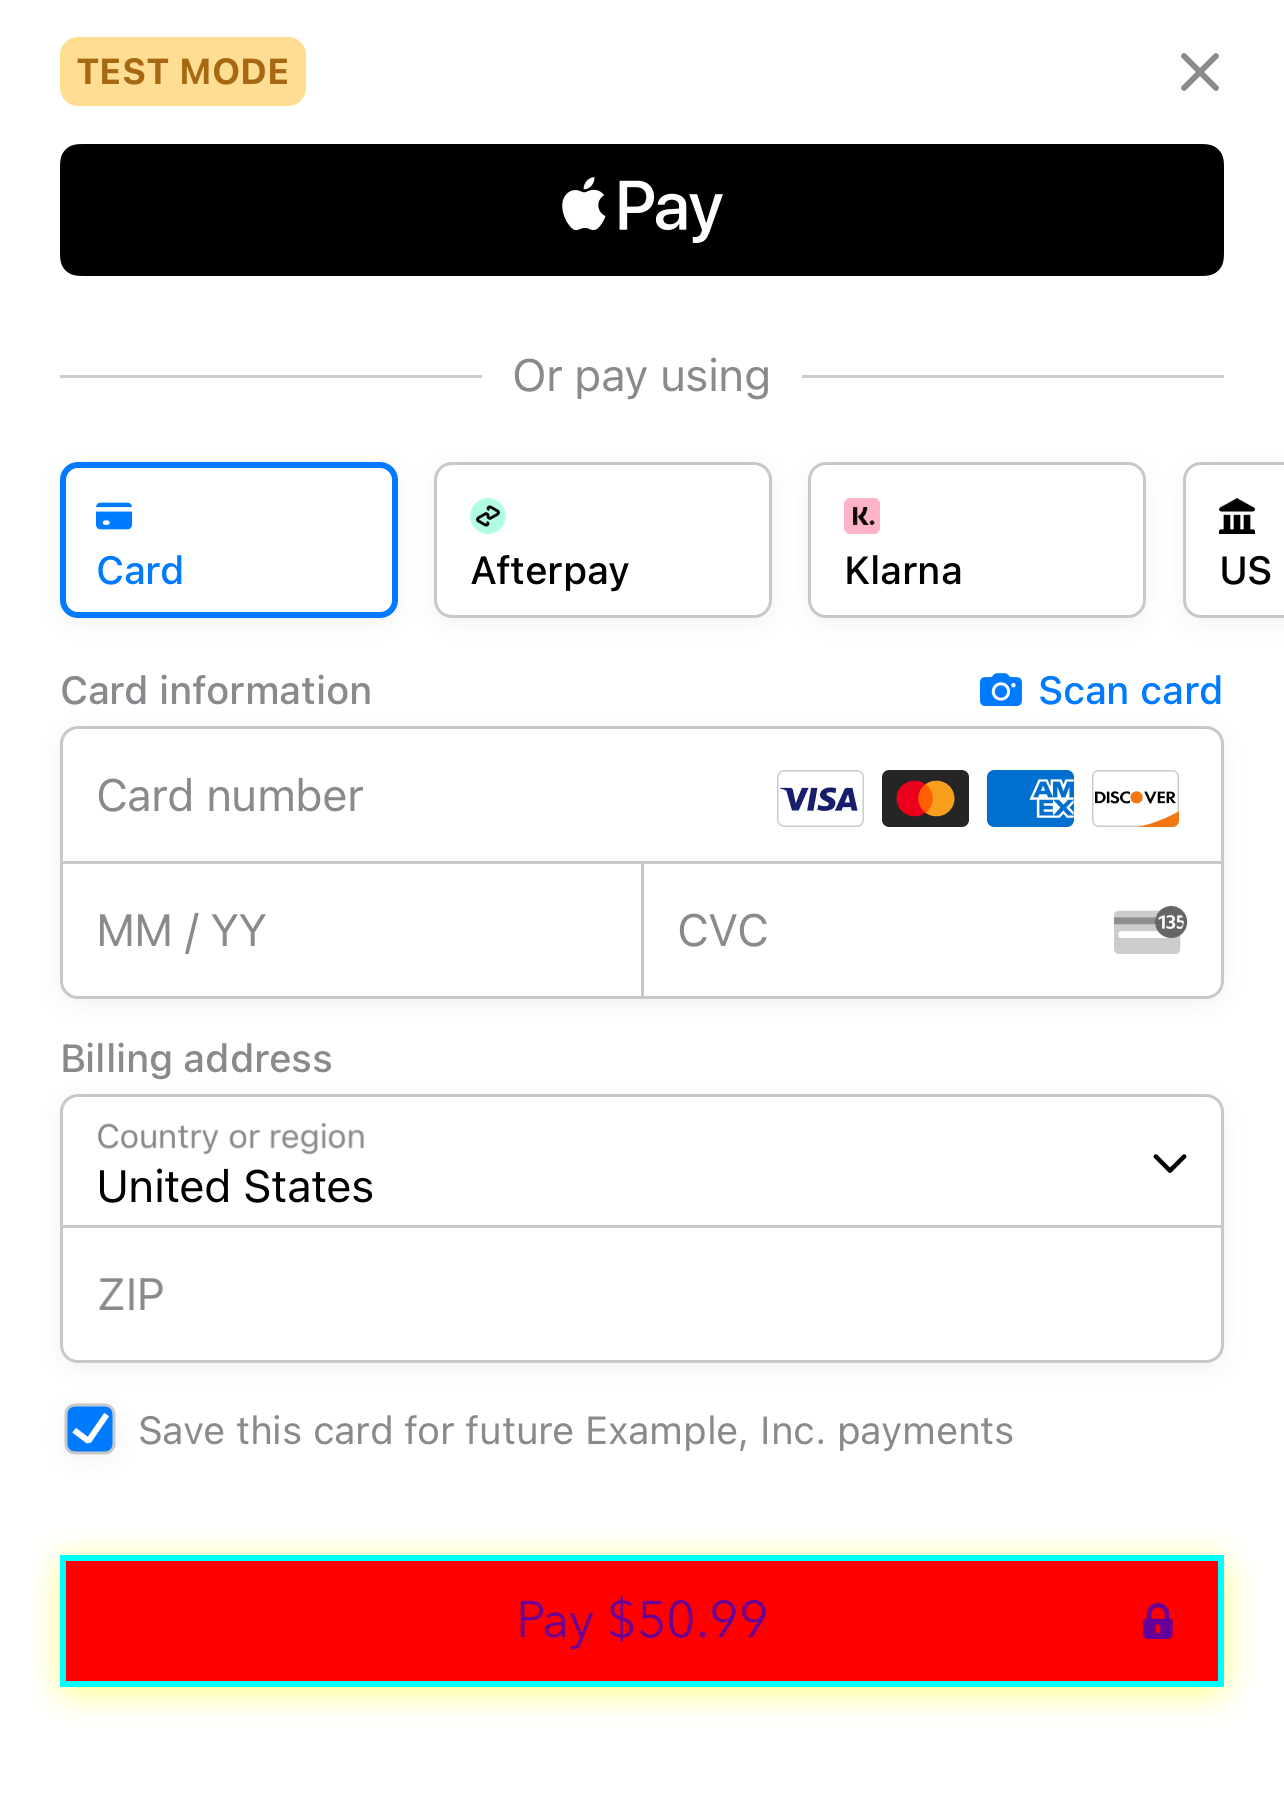 TEST MODE
Pay
Or pay using
Card
Afterpay
K.
Klarna
US
Card information
Scan card
Card number
VISA
AM
EX
DISCOVER
MM / YY
CVC
135
Billing address
Country or region
United States
ZIP
Save this card for future Example, Inc. payments
Pay $50.99